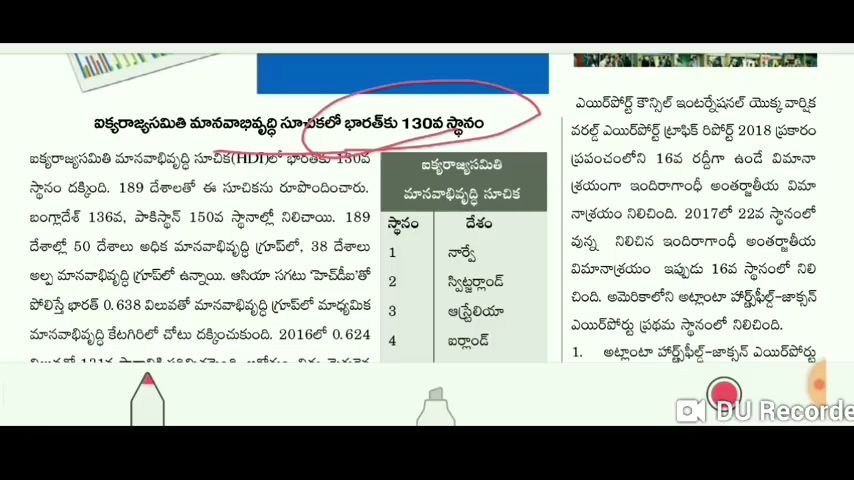 ఐక్యరాజ్యసమితి మానవాభివృద్ధి సూచికలో భారత్‌కు 130వ స్థానం
ఐక్యరాజ్యసమితి మానవాభివృద్ధి సూచిక(HDI)లో భారతకు 130వ
స్థానం దక్కింది. 189 దేశాలతో ఈ సూచికను రూపొందించారు.
బంగ్లాదేశ్ 136వ, పాకిస్థాన్ 150వ స్థానాల్లో నిలిచాయి. 189
దేశాల్లో 50 దేశాలు అధిక మానవాభివృద్ధి గ్రూప్‌లో, 38 దేశాలు
అల్ప మానవాభివృద్ధి గ్రూప్‌లో ఉన్నాయి. ఆసియా సగటు 'హెచ్‌డీఐ'తో
పోలిస్తే భారత్ 0.638 విలువతో మానవాభివృద్ధి గ్రూప్‌లో మాధ్యమిక
మానవాభివృద్ధి కేటగిరిలో చోటు దక్కించుకుంది. 2016లో 0.624
ఐక్యరాజ్యసమితి
మానవాభివృద్ధి సూచిక
స్థానం దేశం
1 నార్వే
2 స్విట్జర్లాండ్
3 ఆస్ట్రేలియా
4 ఐర్లాండ్
ఎయిర్‌పోర్ట్ కౌన్సిల్ ఇంటర్నేషనల్ యొక్క వార్షిక
వరల్డ్ ఎయిర్‌పోర్ట్ ట్రాఫిక్ రిపోర్ట్ 2018 ప్రకారం
ప్రపంచంలోని 16వ రద్దీగా ఉండే విమానా
శ్రయంగా ఇందిరాగాంధీ అంతర్జాతీయ విమా
నాశ్రయం నిలిచింది. 2017లో 22వ స్థానంలో
వున్న నిలిచిన ఇందిరాగాంధీ అంతర్జాతీయ
విమానాశ్రయం ఇప్పుడు 16వ స్థానంలో నిలి
చింది. అమెరికాలోని అట్లాంటా హార్ట్స్‌ఫీల్డ్-జాక్సన్
ఎయిర్‌పోర్టు ప్రథమ స్థానంలో నిలిచింది.
1. అట్లాంటా హార్ట్స్‌ఫీల్డ్-జాక్సన్ ఎయిర్‌పోర్టు
DU Recorde